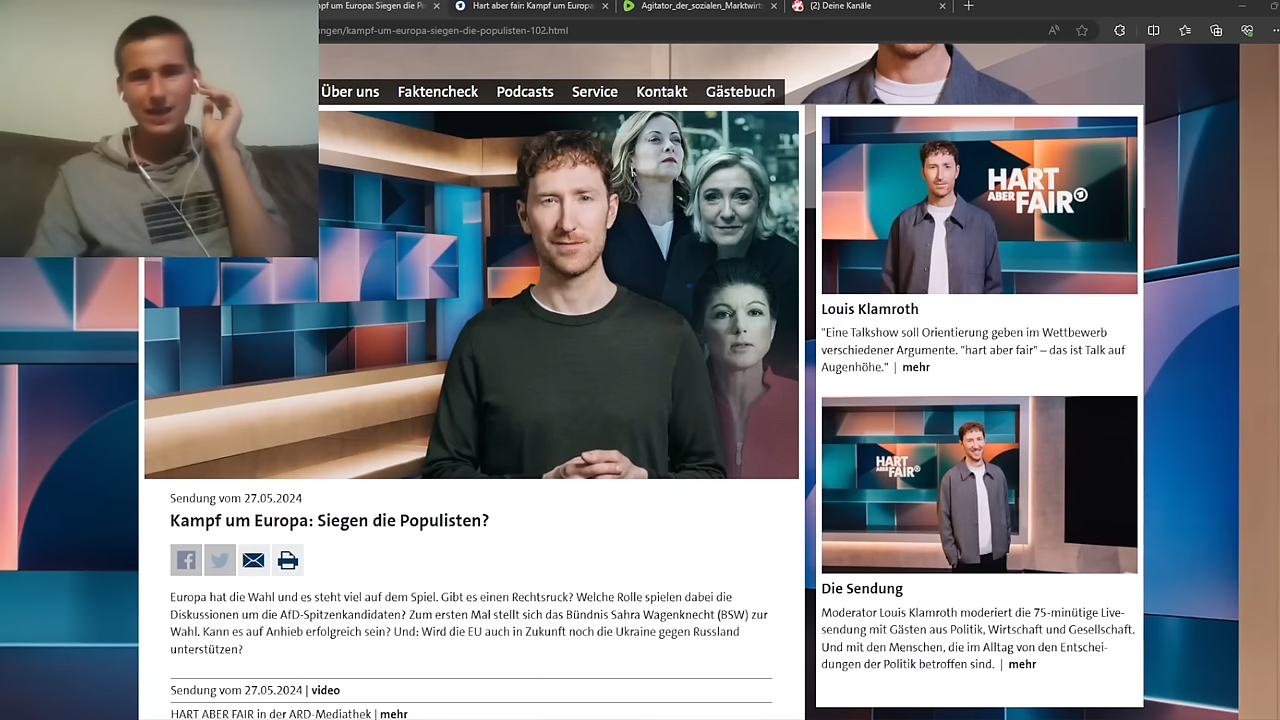 mpf um Europa: Siegen die Po
Hart aber fair: Kampf um Europa
Agitator_der_sozialen_Marktwirt
(2) Deine Kanäle
ngen/kampf-um-europa-siegen-die-populisten-102.html
Über uns Faktencheck Podcasts Service Kontakt Gästebuch
HART
ABER FAIR
Louis Klamroth
"Eine Talkshow soll Orientierung geben im Wettbewerb
verschiedener Argumente. "hart aber fair" – das ist Talk auf
Augenhöhe." | mehr
HART
ABER FAIR
Die Sendung
Moderator Louis Klamroth moderiert die 75-minütige Live-
sendung mit Gästen aus Politik, Wirtschaft und Gesellschaft.
Und mit den Menschen, die im Alltag von den Entschei-
dungen der Politik betroffen sind. | mehr
Sendung vom 27.05.2024
Kampf um Europa: Siegen die Populisten?
Europa hat die Wahl und es steht viel auf dem Spiel. Gibt es einen Rechtsruck? Welche Rolle spielen dabei die
Diskussionen um die AfD-Spitzenkandidaten? Zum ersten Mal stellt sich das Bündnis Sahra Wagenknecht (BSW) zur
Wahl. Kann es auf Anhieb erfolgreich sein? Und: Wird die EU auch in Zukunft noch die Ukraine gegen Russland
unterstützen?
Sendung vom 27.05.2024 | video
HART ABER FAIR in der ARD-Mediathek | mehr